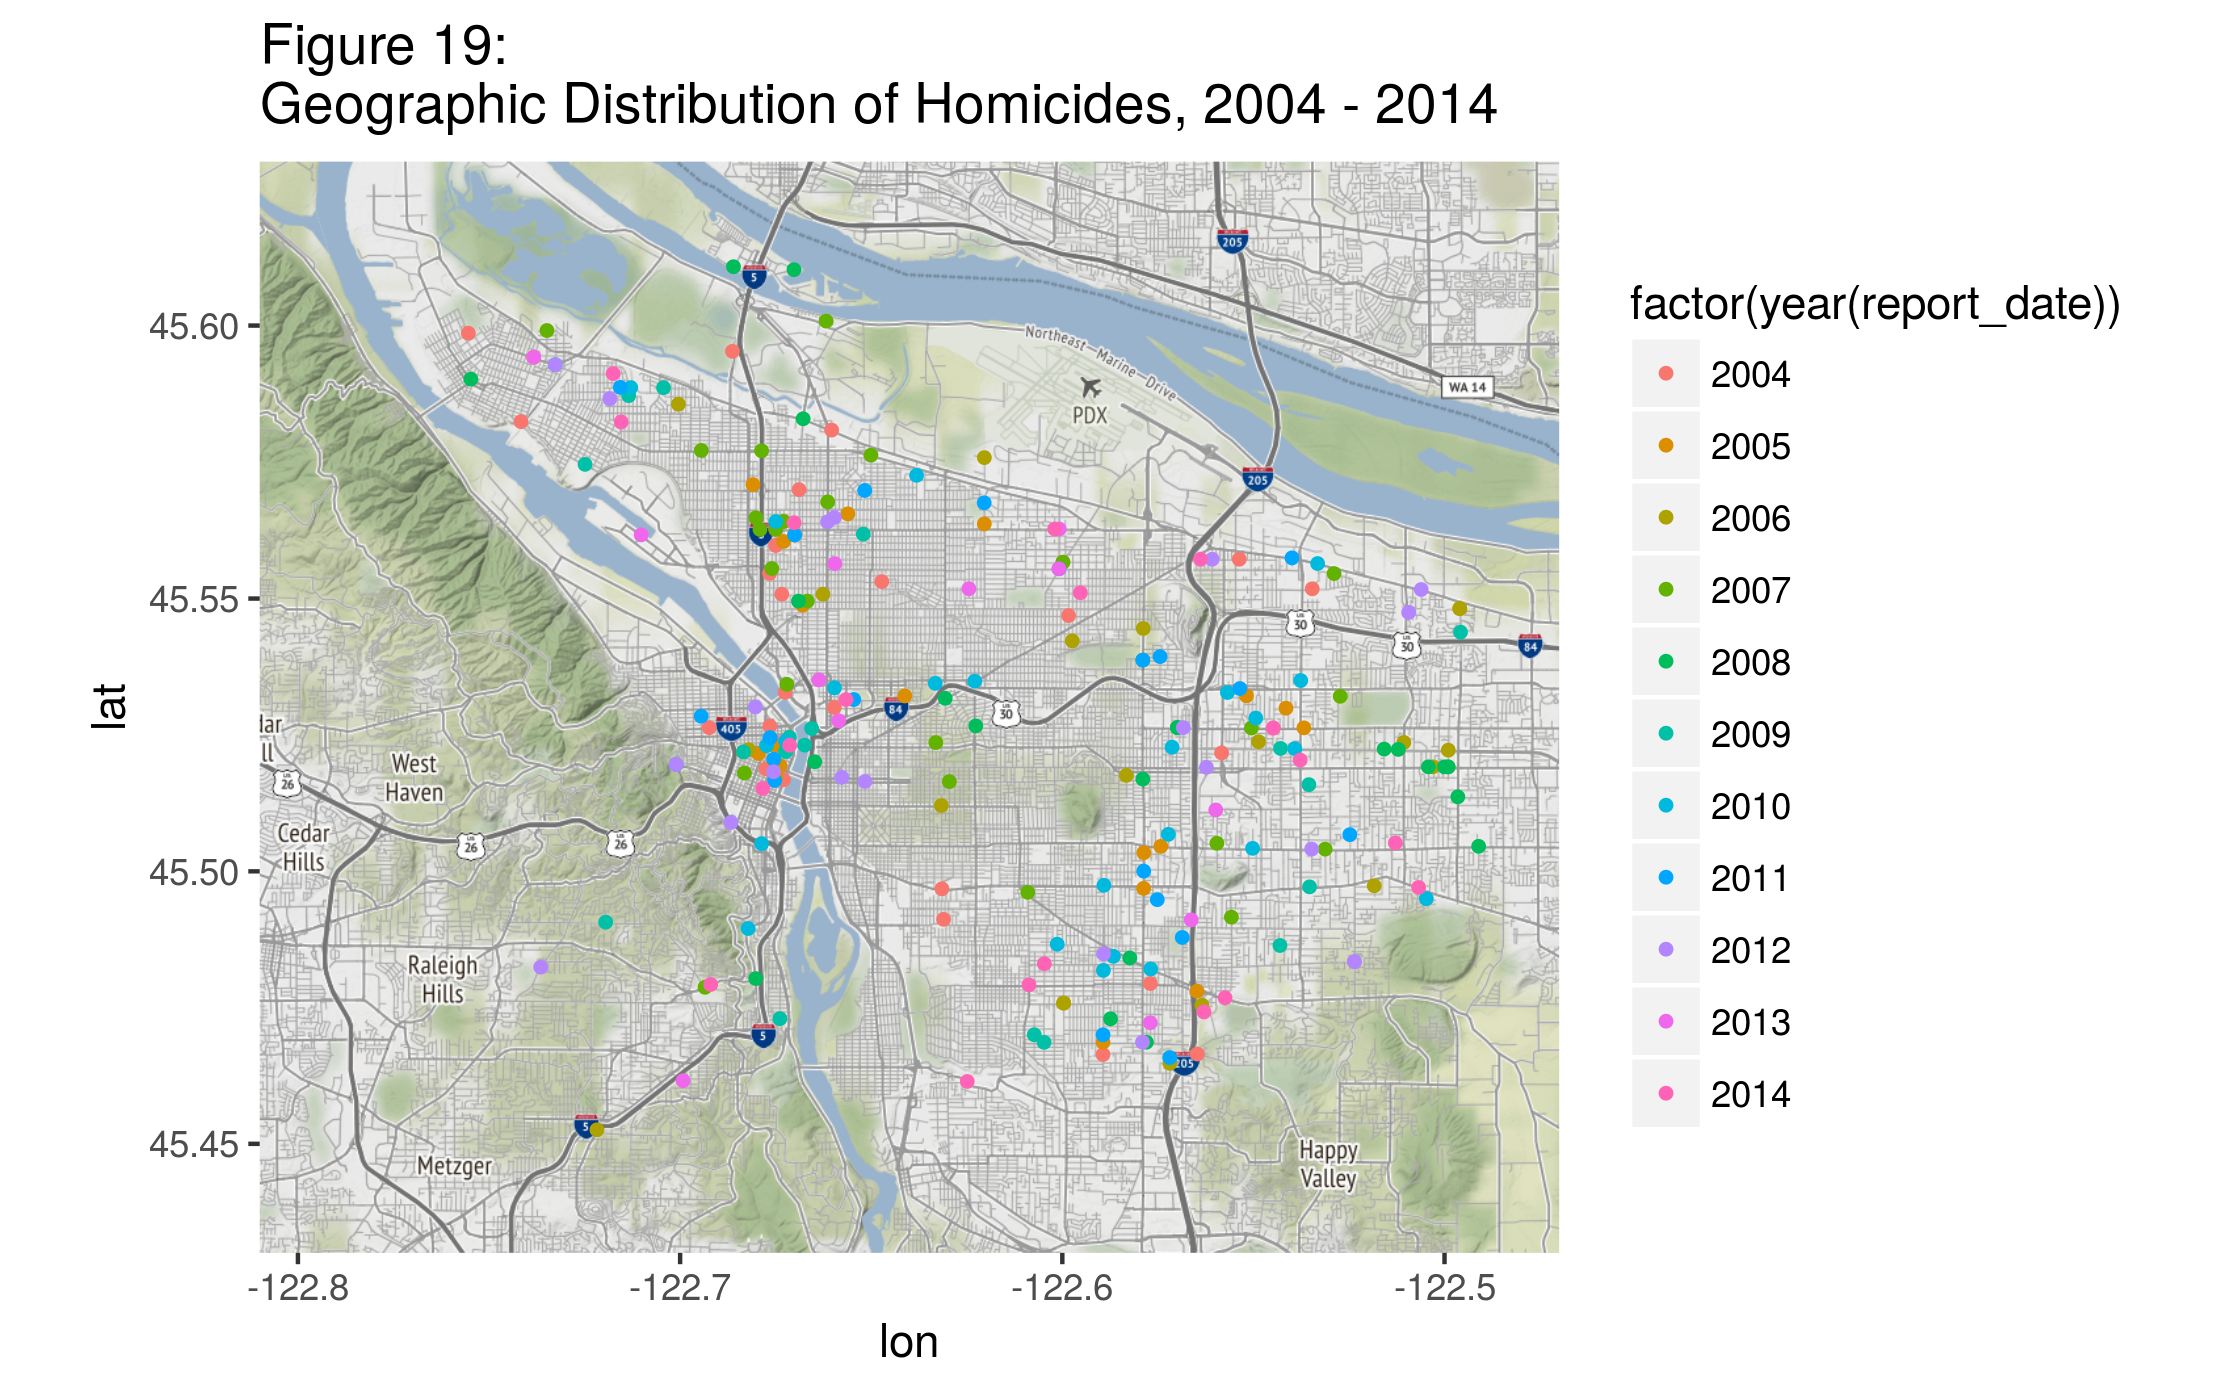 Figure 19:
Geographic Distribution of Homicides, 2004 - 2014
205
5
45.60
Northeast—Marine—Drive
WA 14
PDX
205
45.55
30
30
84
lat
405
84
30
West
Haven
26
Cedar
Hills
26
26
45.50
Raleigh
Hills
5
205
5
45.45
Metzger
Happy
Valley
-122.8
-122.7
-122.6
-122.5
lon
factor(year(report_date))
2004
2005
2006
2007
2008
2009
2010
2011
2012
2013
2014